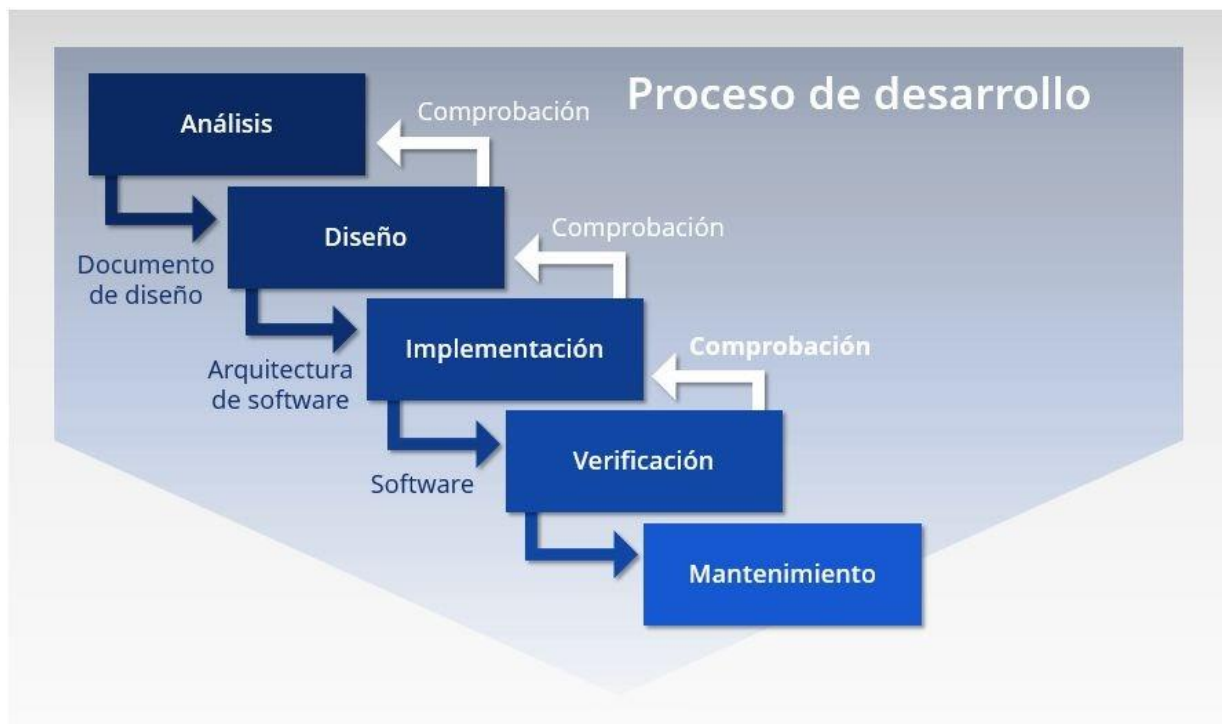 Proceso de desarrollo
Análisis
Comprobación
Diseño
Comprobación
Documento
de diseño
Implementación
Comprobación
Arquitectura
de software
Verificación
Software
Mantenimiento